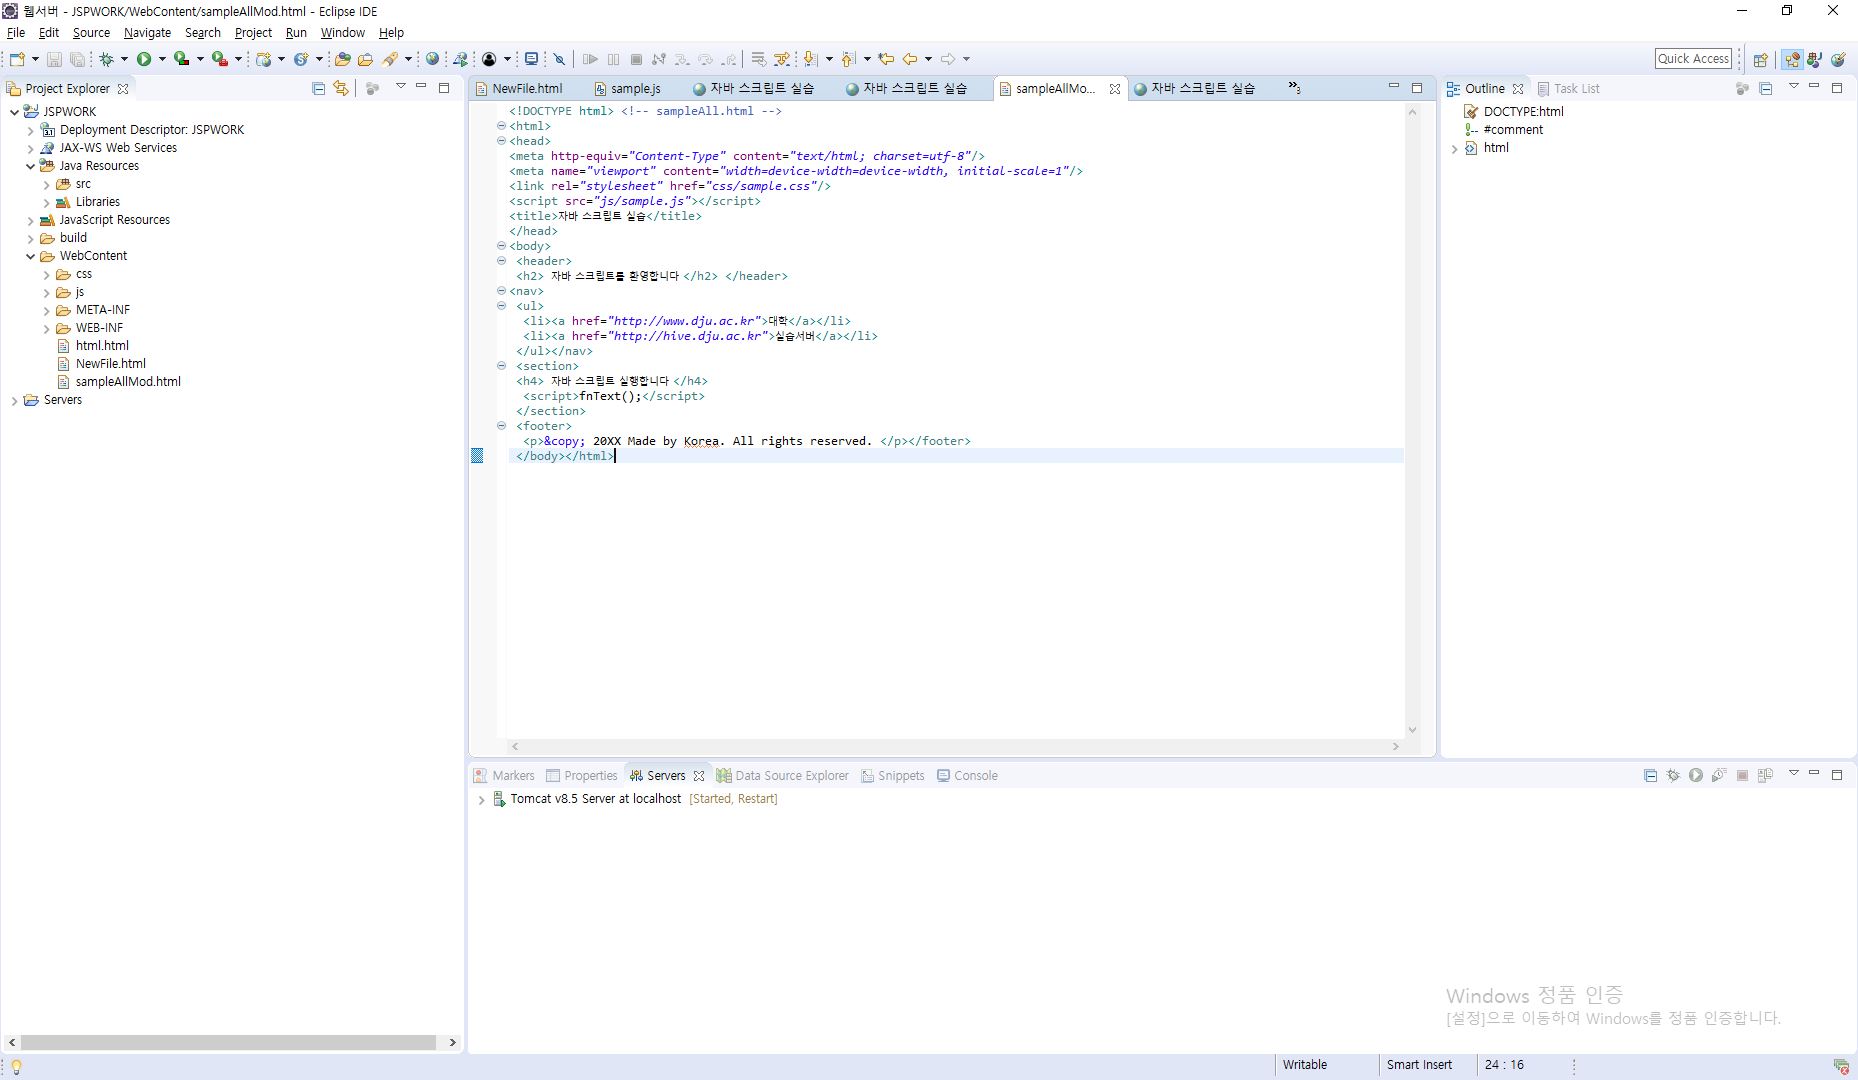 웹서버 - JSPWORK/WebContent/sampleAllMod.html - Eclipse IDE
File Edit Source Navigate Search Project Run Window Help
Quick Access
Project Explorer
JSPWORK
Deployment Descriptor: JSPWORK
JAX-WS Web Services
Java Resources
src
Libraries
JavaScript Resources
build
WebContent
css
js
META-INF
WEB-INF
html.html
NewFile.html
sampleAllMod.html
Servers
NewFile.html sample.js 자바 스크립트 실습 자바 스크립트 실습 sampleAllMo... 자바 스크립트 실습 »3
<!DOCTYPE html> <!-- sampleAll.html -->
<html>
<head>
<meta http-equiv="Content-Type" content="text/html; charset=utf-8"/>
<meta name="viewport" content="width=device-width=device-width, initial-scale=1"/>
<link rel="stylesheet" href="css/sample.css"/>
<script src="js/sample.js"></script>
<title>자바 스크립트 실습</title>
</head>
<body>
<header>
<h2> 자바 스크립트를 환영합니다 </h2> </header>
<nav>
<ul>
<li><a href="http://www.dju.ac.kr">대학</a></li>
<li><a href="http://hive.dju.ac.kr">실습서버</a></li>
</ul></nav>
<section>
<h4> 자바 스크립트 실행합니다 </h4>
<script>fnText();</script>
</section>
<footer>
<p>&copy; 20XX Made by Korea. All rights reserved. </p></footer>
</body></html>
Outline Task List
DOCTYPE:html
#comment
html
Markers Properties Servers Data Source Explorer Snippets Console
Tomcat v8.5 Server at localhost [Started, Restart]
Windows 정품 인증
[설정]으로 이동하여 Windows를 정품 인증합니다.
Writable Smart Insert 24 : 16